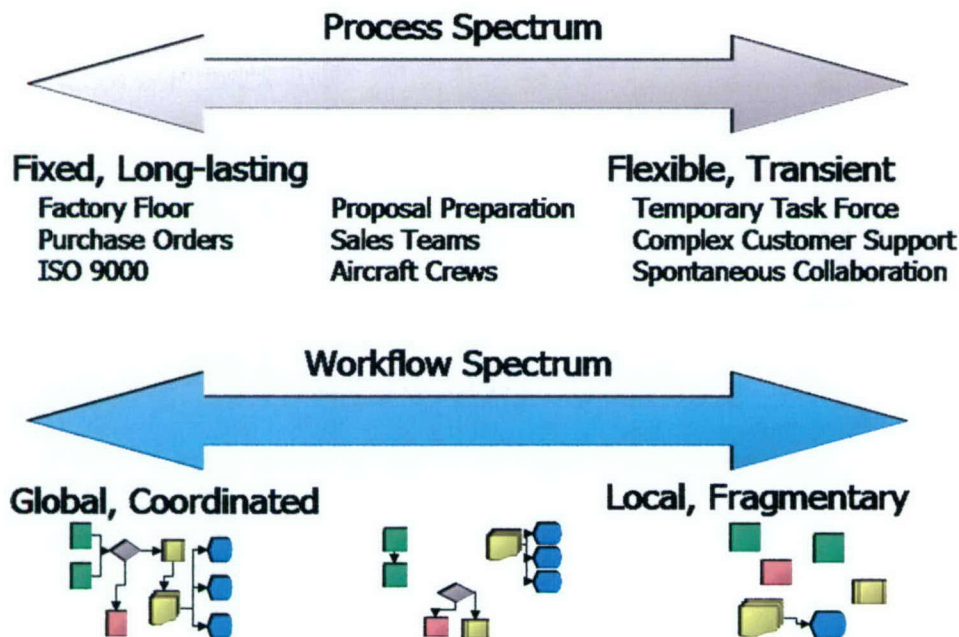 Process Spectrum
Fixed, Long-lasting
Factory Floor
Purchase Orders
ISO 9000
Proposal Preparation
Sales Teams
Aircraft Crews
Flexible, Transient
Temporary Task Force
Complex Customer Support
Spontaneous Collaboration
Workflow Spectrum
Global, Coordinated
Local, Fragmentary